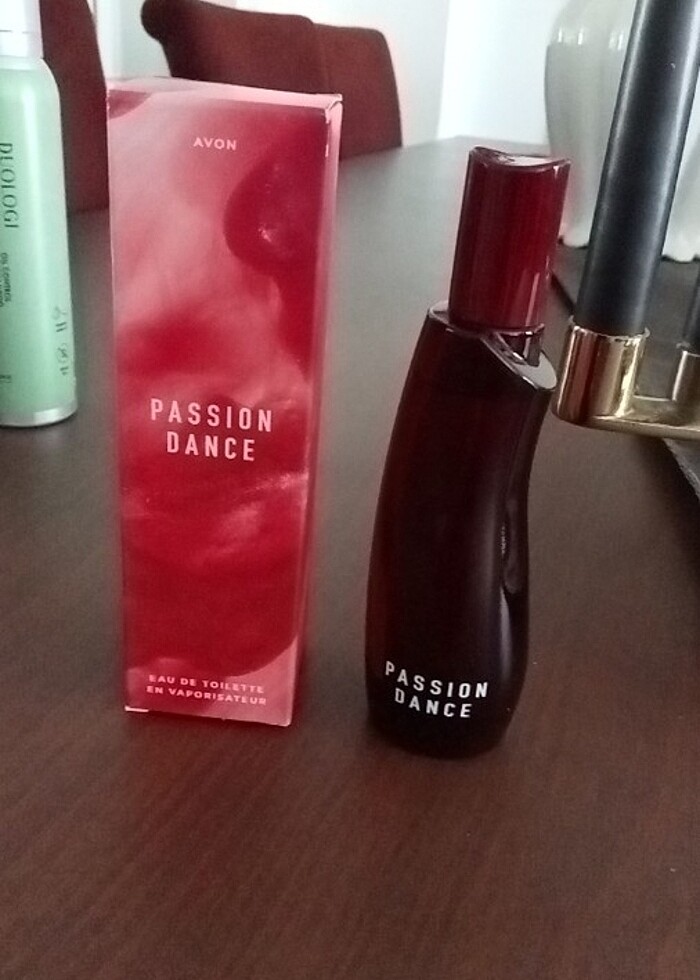 DUOLOGI
AVON
PASSION
DANCE
EAU DE TOILETTE
EN VAPORISATEUR
PASSION
DANCE